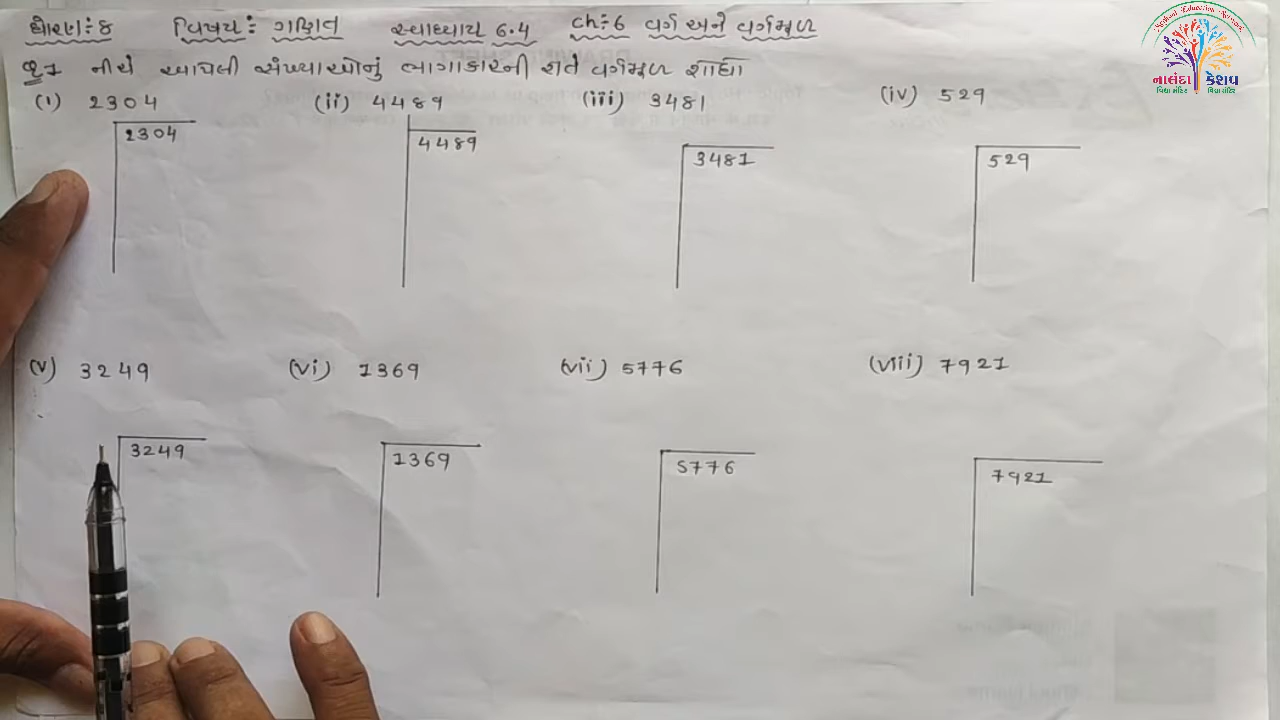 ધોરણઃ ૪ વિષયઃ ગણિત સ્વાધ્યાય 6.4 ch:6 વર્ગ અને વર્ગમૂળ
પ્ર 1 નીચે આપેલી સંખ્યાઓનું ભાગાકારની રીતે વર્ગમૂળ શોધો
(i) 2304 (ii) 4489 (iii) 3481 (iv) 529
2304 4489 3481 529
(v) 3249 (vi) 1369 (vii) 5776 (viii) 7921
3249 1369 5776 7921
નાલંદા કેશવ
વિદ્યામંદિર વિદ્યામંદિર